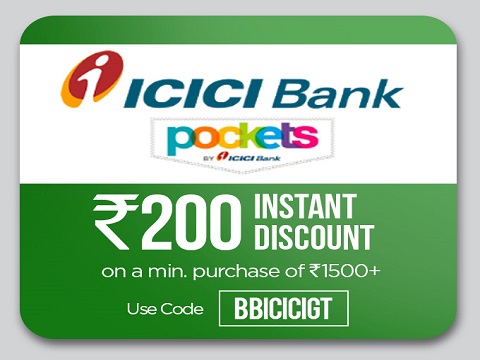 i ICICI Bank
pockets
BY ICICI Bank
₹200 INSTANT
DISCOUNT
on a min. purchase of ₹1500+
Use Code BBICICIGT